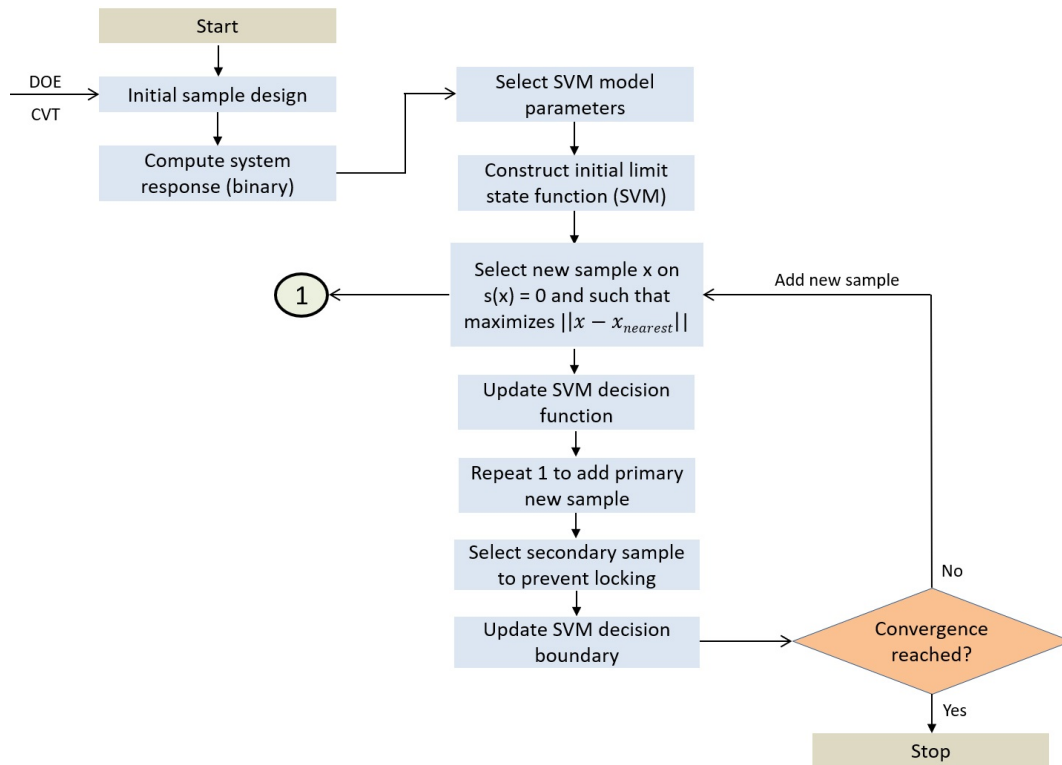 Start
DOE
CVT
Initial sample design
Compute system
response (binary)
Select SVM model
parameters
Construct initial limit
state function (SVM)
1
Select new sample x on
s(x) = 0 and such that
maximizes ||x − x_nearest||
Add new sample
Update SVM decision
function
Repeat 1 to add primary
new sample
Select secondary sample
to prevent locking
Update SVM decision
boundary
Convergence
reached?
No
Yes
Stop